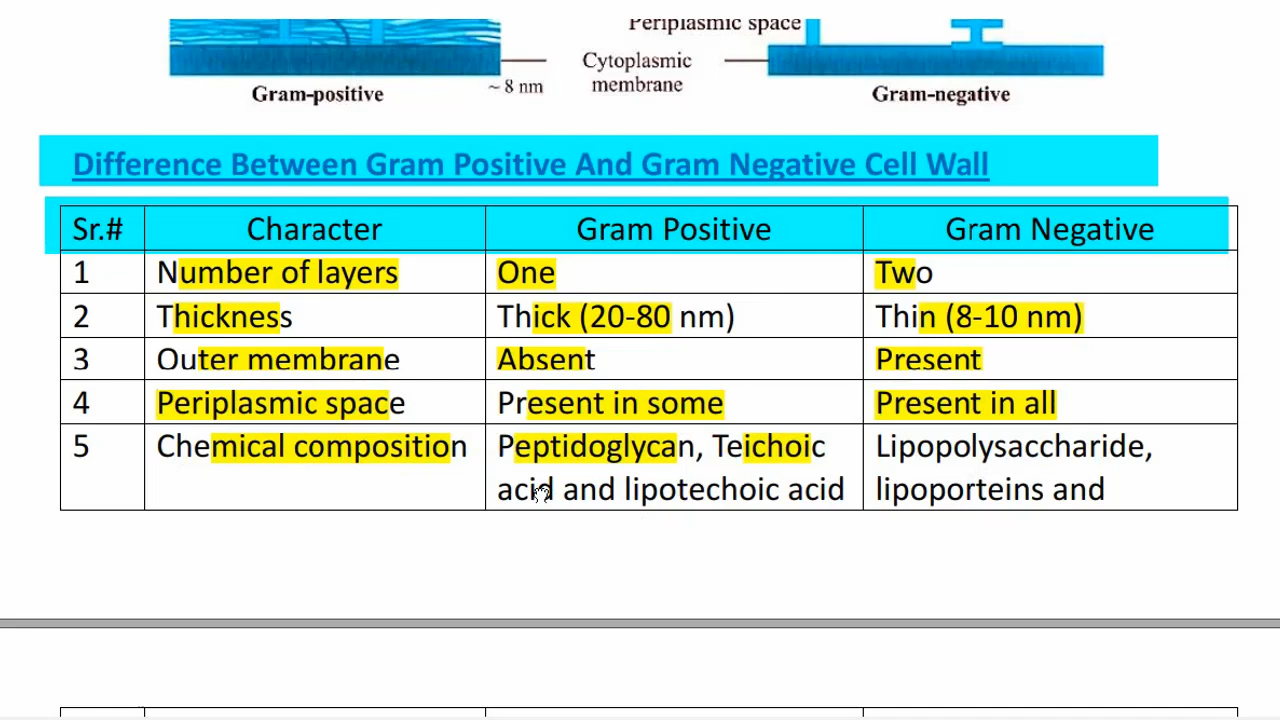 Periplasmic space
Cytoplasmic
membrane
~ 8 nm
Gram-positive
Gram-negative
Difference Between Gram Positive And Gram Negative Cell Wall
Sr.# Character Gram Positive Gram Negative
1 Number of layers One Two
2 Thickness Thick (20-80 nm) Thin (8-10 nm)
3 Outer membrane Absent Present
4 Periplasmic space Present in some Present in all
5 Chemical composition Peptidoglycan, Teichoic Lipopolysaccharide,
acid and lipotechoic acid lipoporteins and